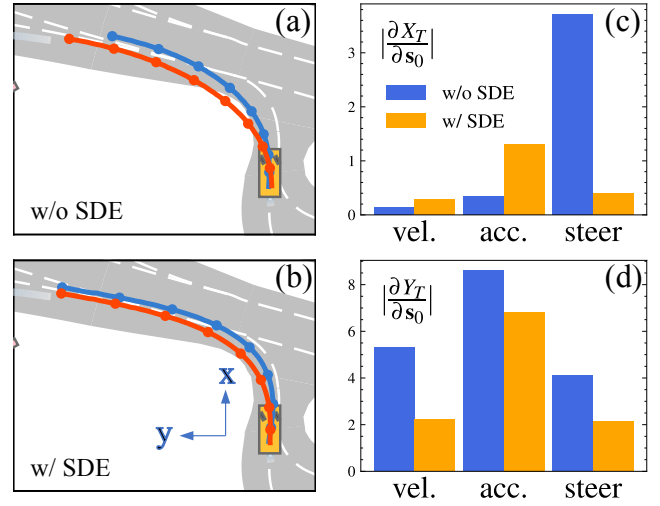 (a)
w/o SDE
(b)
x
y
w/ SDE
(c)
|∂X_T/∂s_0|
w/o SDE
w/ SDE
3
2
1
0
vel. acc. steer
(d)
|∂Y_T/∂s_0|
8
6
4
2
0
vel. acc. steer